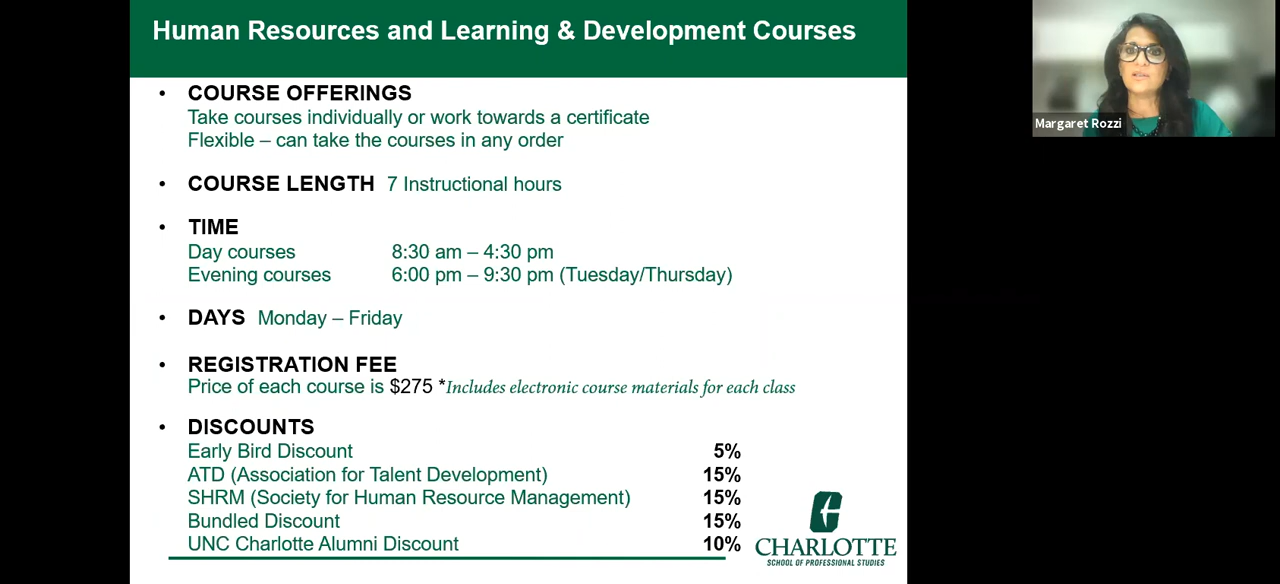 Human Resources and Learning & Development Courses
• COURSE OFFERINGS
Take courses individually or work towards a certificate
Flexible – can take the courses in any order
• COURSE LENGTH 7 Instructional hours
• TIME
Day courses 8:30 am – 4:30 pm
Evening courses 6:00 pm – 9:30 pm (Tuesday/Thursday)
• DAYS Monday – Friday
• REGISTRATION FEE
Price of each course is $275 *Includes electronic course materials for each class
• DISCOUNTS
Early Bird Discount 5%
ATD (Association for Talent Development) 15%
SHRM (Society for Human Resource Management) 15%
Bundled Discount 15%
UNC Charlotte Alumni Discount 10%
CHARLOTTE
SCHOOL OF PROFESSIONAL STUDIES
Margaret Rozzi